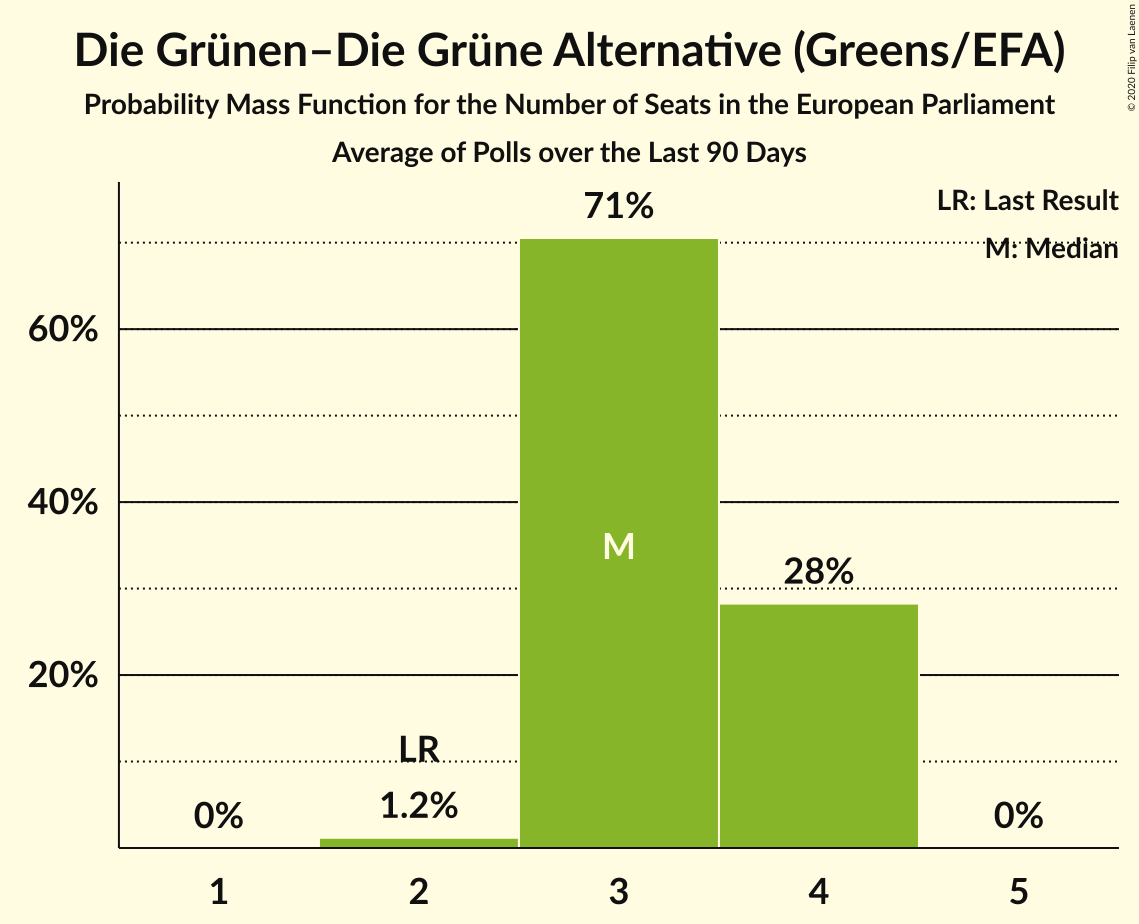 Die Grünen–Die Grüne Alternative (Greens/EFA)
Probability Mass Function for the Number of Seats in the European Parliament
Average of Polls over the Last 90 Days
© 2020 Filip van Laenen
LR: Last Result
M: Median
71%
60%
40%
M
28%
20%
LR
0%
1.2%
0%
1
2
3
4
5